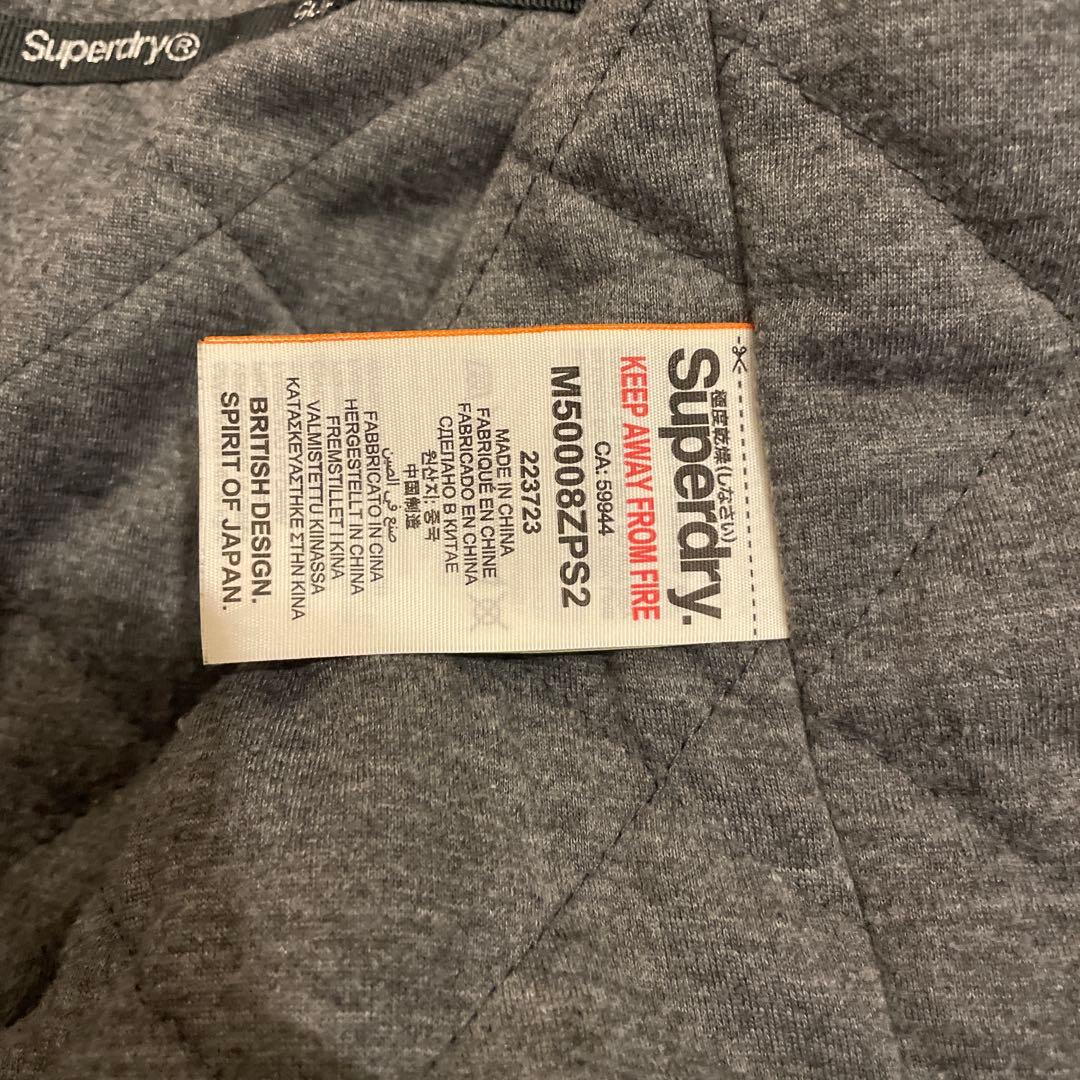 Superdry®
極度乾燥(しなさい)
Superdry.
KEEP AWAY FROM FIRE
CA: 59944
M500008ZPS2
223723
MADE IN CHINA
FABRIQUÉ EN CHINE
FABRICADO EN CHINA
СДЕЛАНО В КИТАЕ
원산지: 중국
中国制造
صنع في الصين
FABBRICATO IN CINA
HERGESTELLT IN CHINA
FREMSTILLET I KINA
VALMISTETTU KIINASSA
ΚΑΤΑΣΚΕΥΑΣΤΗΚΕ ΣΤΗΝ ΚΙΝΑ
BRITISH DESIGN.
SPIRIT OF JAPAN.